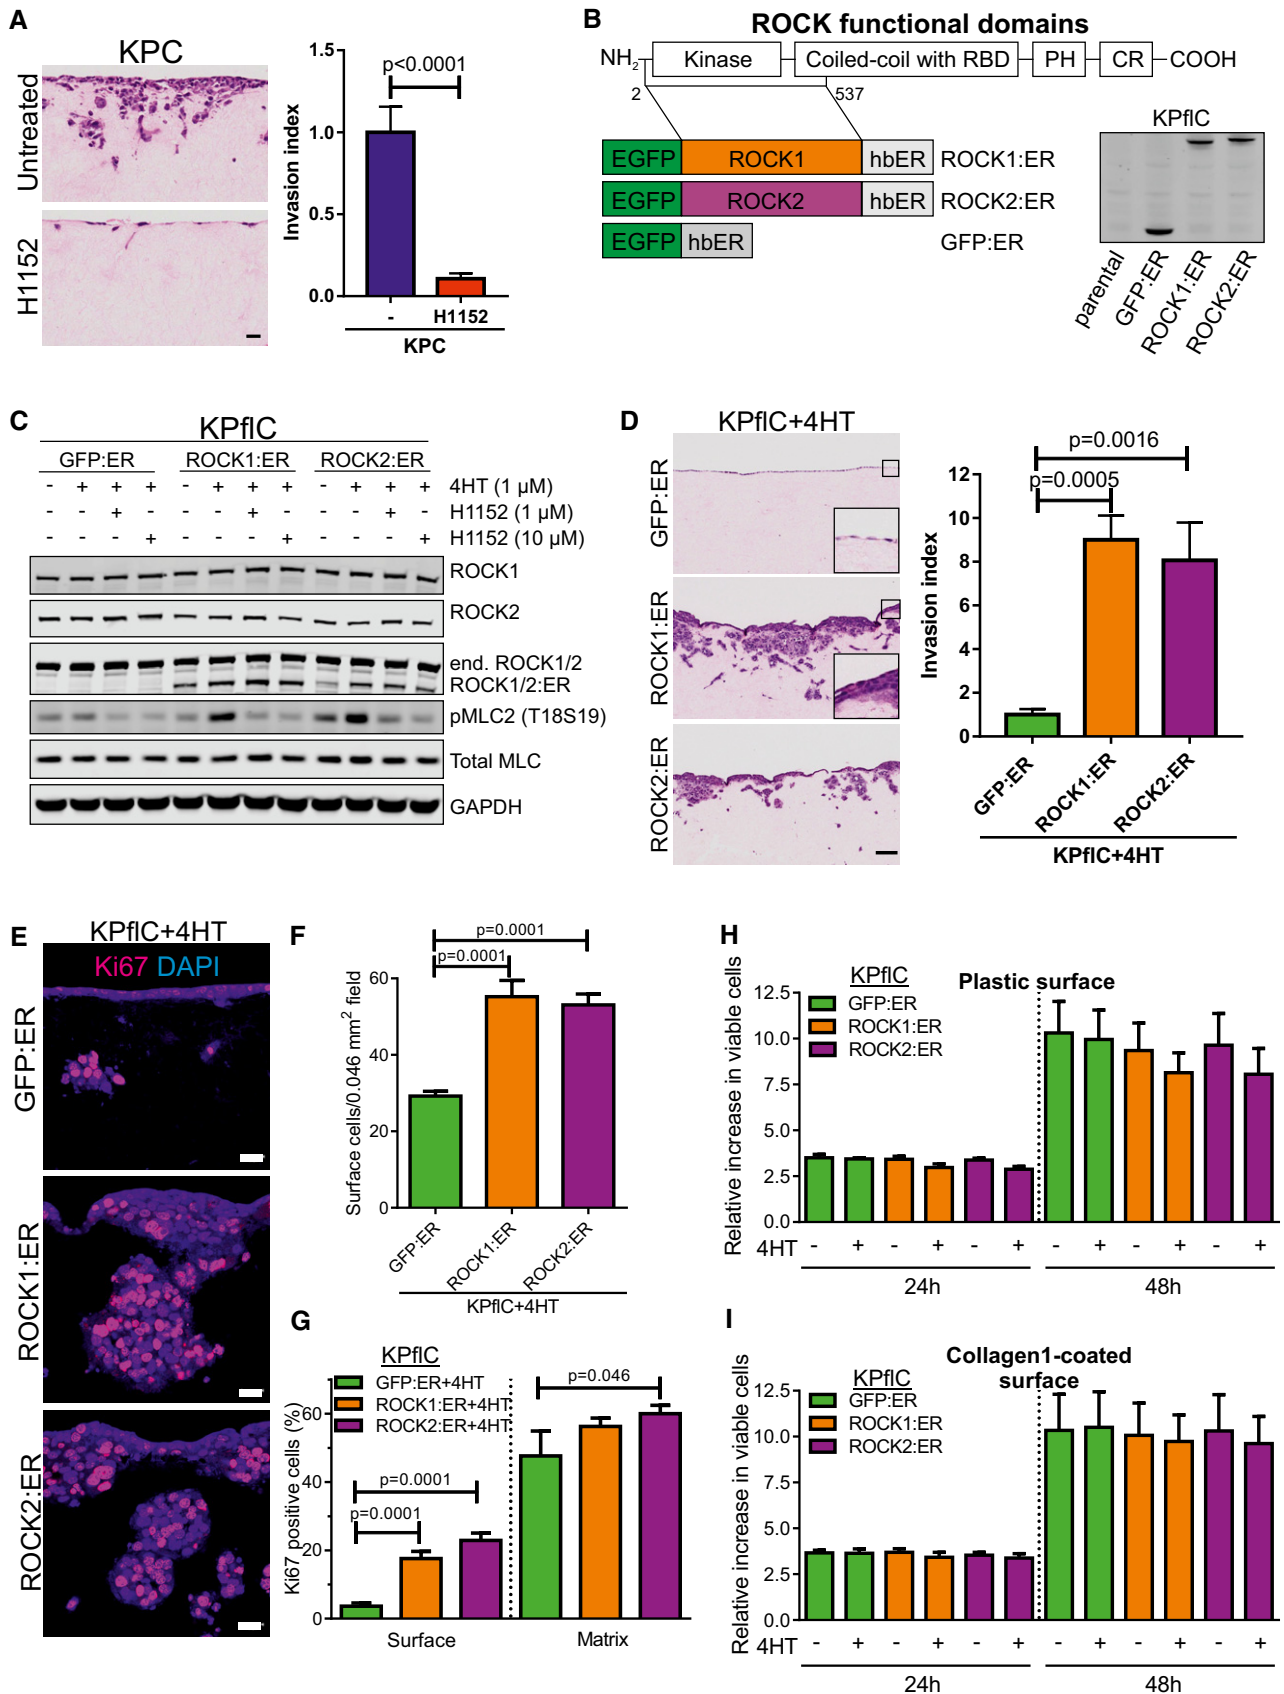 A
KPC
Untreated
H1152
Invasion index
1.5
1.0
0.5
0.0
p<0.0001
-
H1152
KPC
B
ROCK functional domains
NH2
Kinase
Coiled-coil with RBD
PH
CR
COOH
2
537
EGFP
ROCK1
hbER
ROCK1:ER
EGFP
ROCK2
hbER
ROCK2:ER
EGFP
hbER
GFP:ER
KPflC
parental
GFP:ER
ROCK1:ER
ROCK2:ER
C
KPflC
GFP:ER ROCK1:ER ROCK2:ER
- + + + - + + + - + + + 4HT (1 µM)
- - + - - - + - - - + - H1152 (1 µM)
- - - + - - - + - - - + H1152 (10 µM)
ROCK1
ROCK2
end. ROCK1/2
ROCK1/2:ER
pMLC2 (T18S19)
Total MLC
GAPDH
D
KPflC+4HT
GFP:ER
ROCK1:ER
ROCK2:ER
Invasion index
12
10
8
6
4
2
0
p=0.0016
p=0.0005
GFP:ER
ROCK1:ER
ROCK2:ER
KPflC+4HT
E
KPflC+4HT
Ki67 DAPI
GFP:ER
ROCK1:ER
ROCK2:ER
F
Surface cells/0.046 mm² field
60
40
20
0
p=0.0001
p=0.0001
GFP:ER
ROCK1:ER
ROCK2:ER
KPflC+4HT
G
KPflC
GFP:ER+4HT
ROCK1:ER+4HT
ROCK2:ER+4HT
Ki67 positive cells (%)
60
40
20
0
p=0.0001
p=0.0001
p=0.046
Surface
Matrix
H
KPflC
GFP:ER
ROCK1:ER
ROCK2:ER
Plastic surface
Relative increase in viable cells
12.5
10.0
7.5
5.0
2.5
0.0
4HT - + - + - + - + - + - +
24h 48h
I
KPflC
GFP:ER
ROCK1:ER
ROCK2:ER
Collagen1-coated
surface
Relative increase in viable cells
12.5
10.0
7.5
5.0
2.5
0.0
4HT - + - + - + - + - + - +
24h 48h